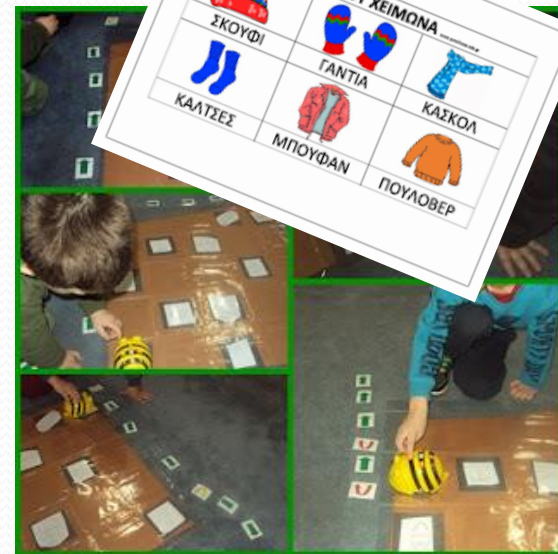 ΧΕΙΜΩΝΑ
ΣΚΟΥΦΙ
ΓΑΝΤΙΑ
ΚΑΣΚΟΛ
ΚΑΛΤΣΕΣ
ΜΠΟΥΦΑΝ
ΠΟΥΛΟΒΕΡ